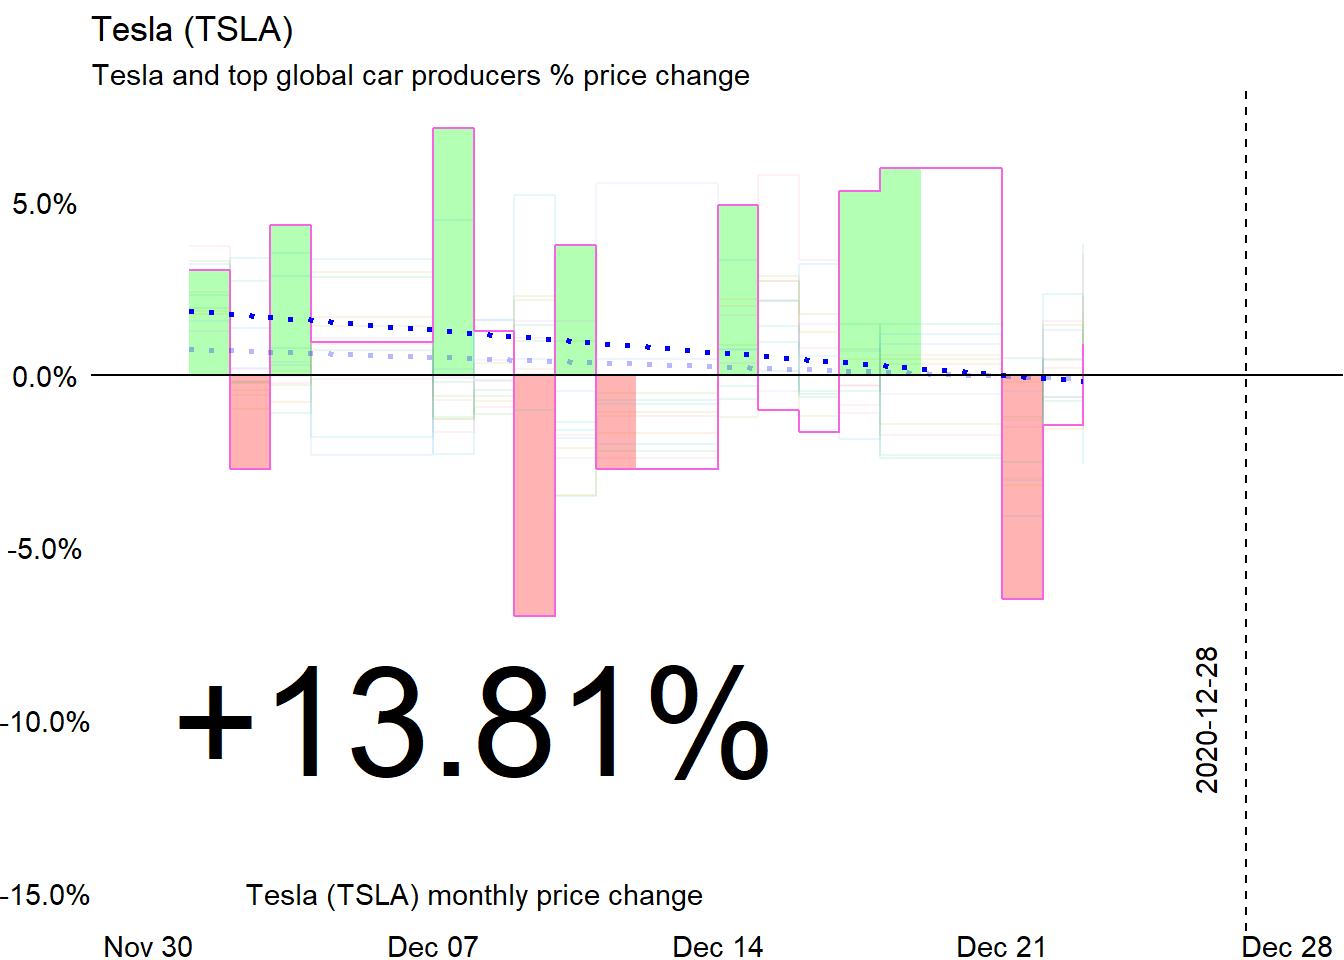 Tesla (TSLA)
Tesla and top global car producers % price change
5.0%
0.0%
-5.0%
-10.0%
-15.0%
+13.81%
Tesla (TSLA) monthly price change
2020-12-28
Nov 30
Dec 07
Dec 14
Dec 21
Dec 28